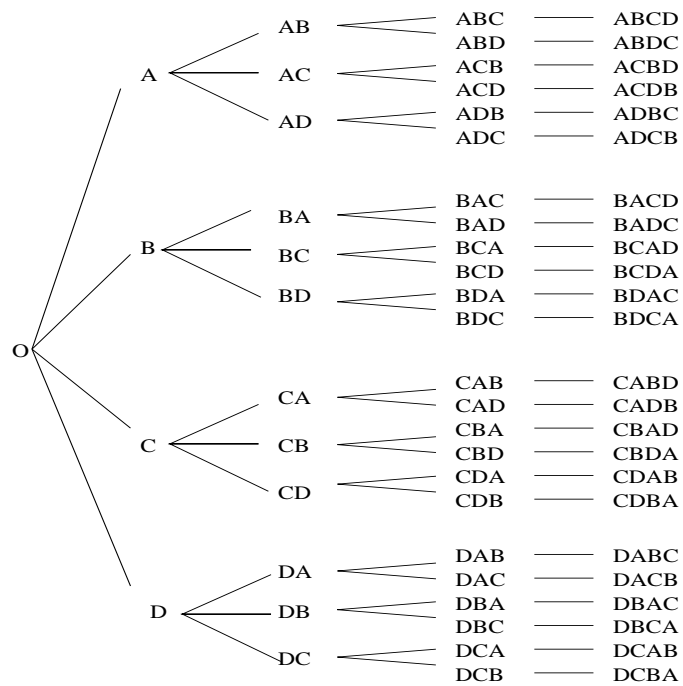 ABC ABCD
AB
ABD ABDC
ACB ACBD
A AC
ACD ACDB
ADB ADBC
AD
ADC ADCB
BAC BACD
BA
BAD BADC
B BCA BCAD
BC
BCD BCDA
BD BDA BDAC
BDC BDCA
O
CAB CABD
CA
CAD CADB
CBA CBAD
C CB
CBD CBDA
CDA CDAB
CD
CDB CDBA
DAB DABC
DA
DAC DACB
D DB DBA DBAC
DBC DBCA
DCA DCAB
DC
DCB DCBA